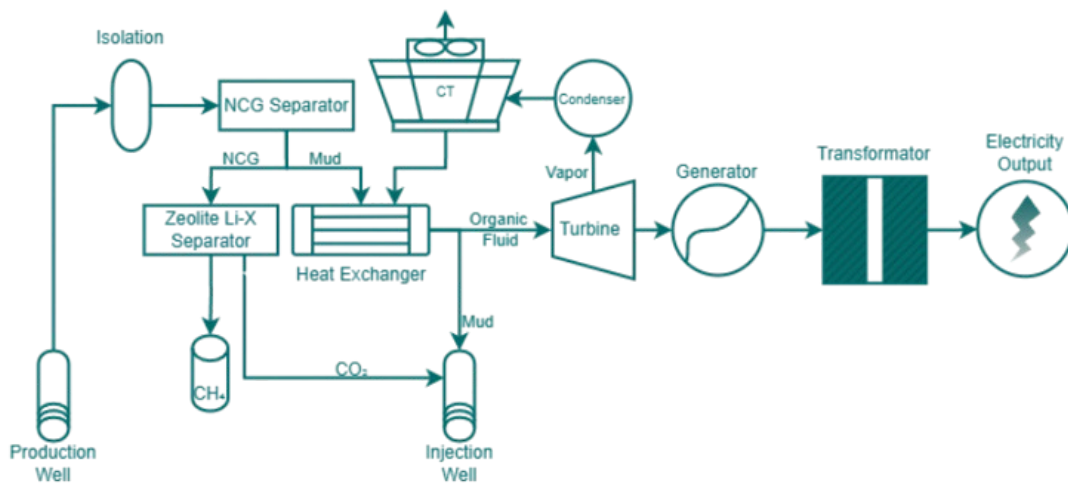 Isolation
NCG Separator
CT
Condenser
NCG
Mud
Vapor
Generator
Transformator
Electricity
Output
Zeolite Li-X
Separator
Heat Exchanger
Organic
Fluid
Turbine
Mud
CH₄
CO₂
Production
Well
Injection
Well